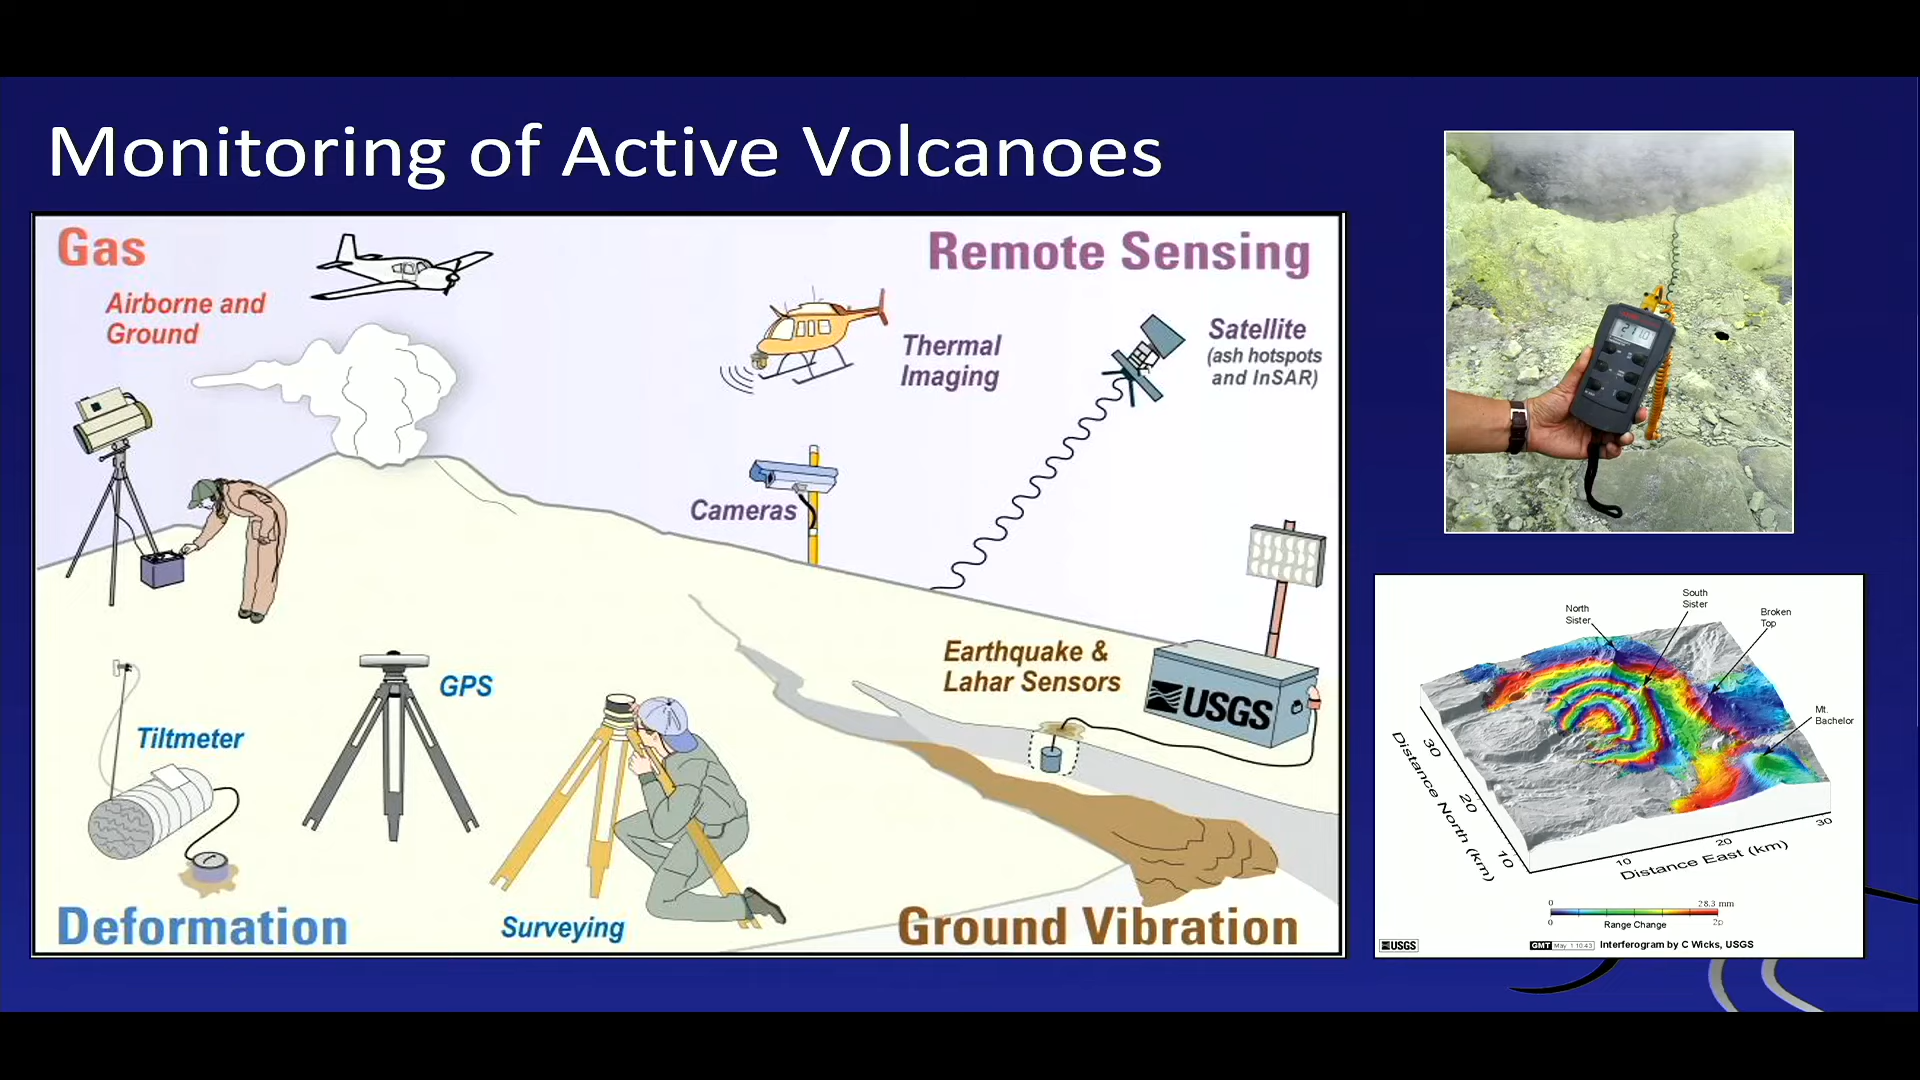 Monitoring of Active Volcanoes
Gas
Airborne and
Ground
Remote Sensing
Thermal
Imaging
Satellite
(ash hotspots
and InSAR)
Cameras
Earthquake &
Lahar Sensors
USGS
GPS
Tiltmeter
Surveying
Deformation
Ground Vibration
North
Sister
South
Sister
Broken
Top
Mt.
Bachelor
Distance North (km)
30
20
10
Distance East (km)
10
20
30
0
28.3 mm
0
Range Change
USGS
GMT
Interferogram by C Wicks, USGS